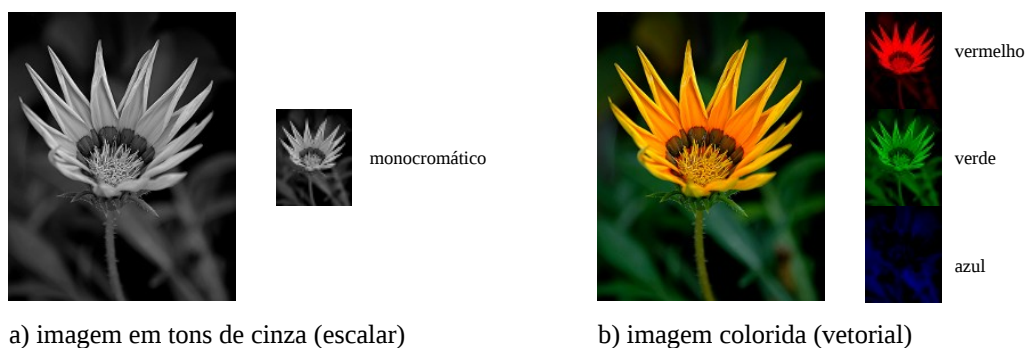 monocromático
a) imagem em tons de cinza (escalar)
vermelho
verde
azul
b) imagem colorida (vetorial)